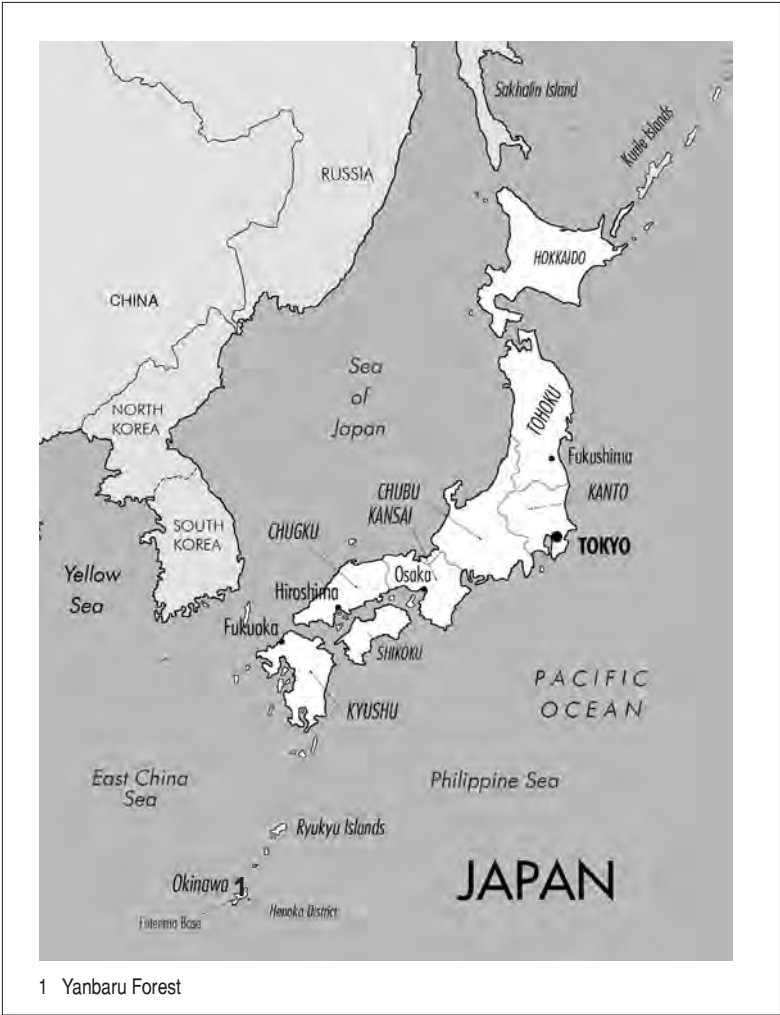 Sakhalin Island
Kurile Islands
RUSSIA
HOKKAIDO
CHINA
Sea
of
Japan
NORTH
KOREA
TOHOKU
Fukushima
CHUBU
KANSAI
KANTO
SOUTH
KOREA
CHUGKU
TOKYO
Yellow
Sea
Osaka
Hiroshima
Fukuoka
SHIKOKU
PACIFIC
OCEAN
KYUSHU
East China
Sea
Philippine Sea
Ryukyu Islands
Okinawa 1
JAPAN
Henoko District
Futenma Base
1 Yanbaru Forest